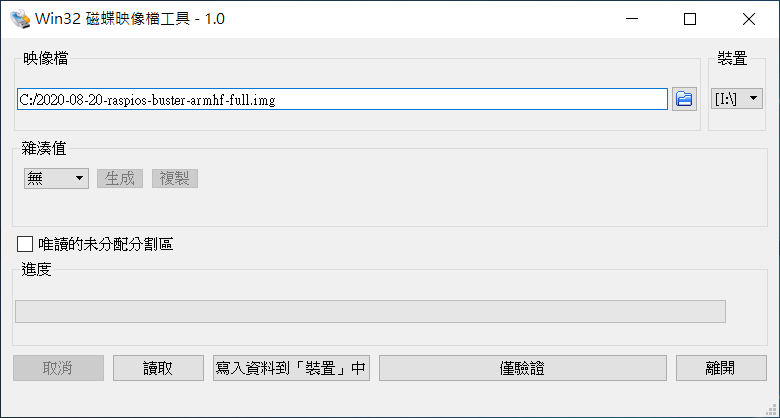 Win32 磁碟映像檔工具 - 1.0
映像檔
裝置
C:/2020-08-20-raspios-buster-armhf-full.img
[I:\]
雜湊值
無 生成 複製
唯讀的未分配分割區
進度
取消 讀取 寫入資料到「裝置」中 僅驗證 離開